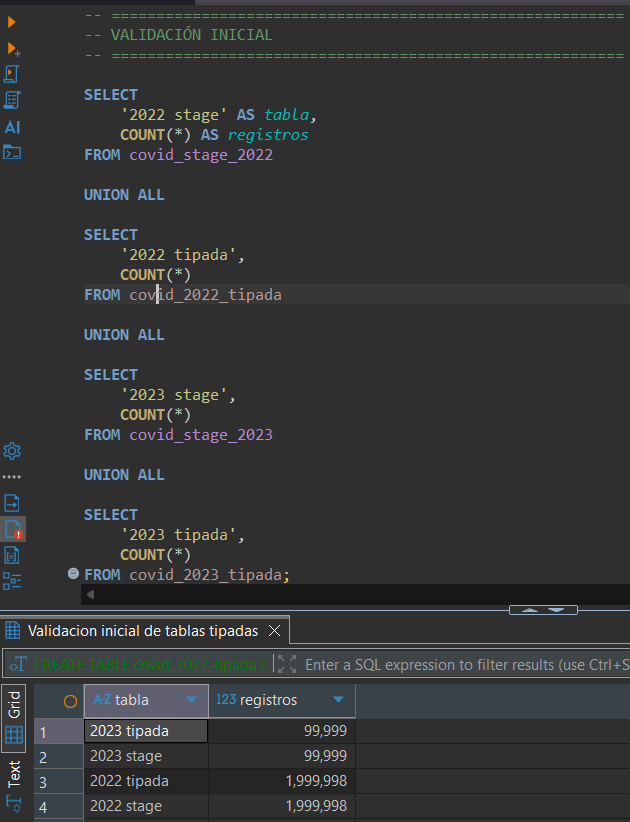 -- =========================================================
-- VALIDACIÓN INICIAL
-- =========================================================
SELECT
'2022 stage' AS tabla,
COUNT(*) AS registros
FROM covid_stage_2022
UNION ALL
SELECT
'2022 tipada',
COUNT(*)
FROM covid_2022_tipada
UNION ALL
SELECT
'2023 stage',
COUNT(*)
FROM covid_stage_2023
UNION ALL
SELECT
'2023 tipada',
COUNT(*)
FROM covid_2023_tipada;
AI
Validacion inicial de tablas tipadas
CREATE TABLE covid_2022_tipada ( Enter a SQL expression to filter results (use Ctrl+S
Grid
Text
A-Z tabla 123 registros
1 2023 tipada 99,999
2 2023 stage 99,999
3 2022 tipada 1,999,998
4 2022 stage 1,999,998